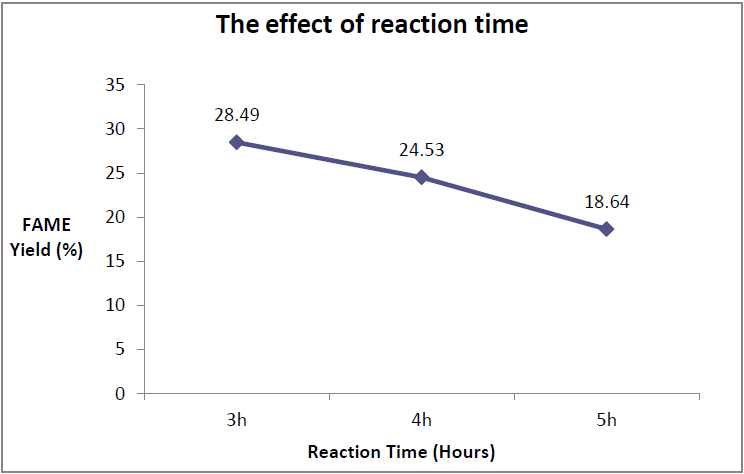 The effect of reaction time
35
30
25
20
15
10
5
0
28.49
24.53
18.64
FAME
Yield (%)
3h
4h
5h
Reaction Time (Hours)